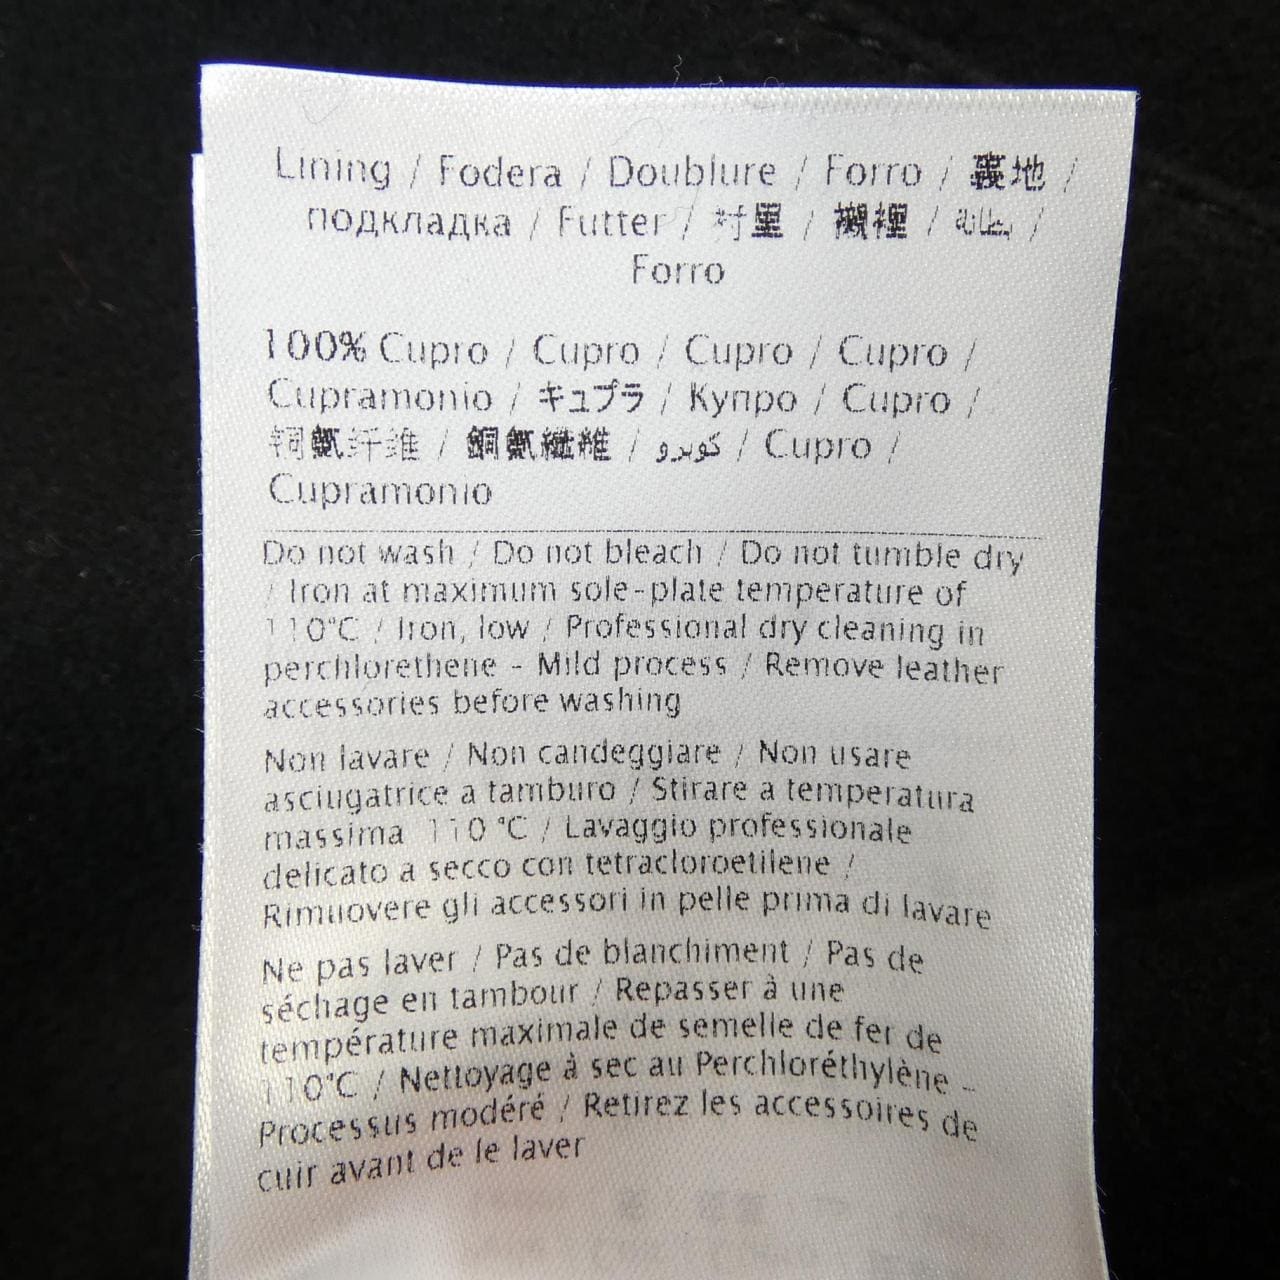 Lining / Fodera / Doublure / Forro / 裏地 /
подкладка / Futter / 衬里 / 襯裡 / بطانة /
Forro
100% Cupro / Cupro / Cupro / Cupro /
Cupramonio / キュプラ / Купро / Cupro /
铜氨纤维 / 銅氨纖維 / كوبرو / Cupro /
Cupramonio
Do not wash / Do not bleach / Do not tumble dry
/ Iron at maximum sole-plate temperature of
110°C / Iron, low / Professional dry cleaning in
perchlorethene - Mild process / Remove leather
accessories before washing
Non lavare / Non candeggiare / Non usare
asciugatrice a tamburo / Stirare a temperatura
massima 110 °C / Lavaggio professionale
delicato a secco con tetracloroetilene /
Rimuovere gli accessori in pelle prima di lavare
Ne pas laver / Pas de blanchiment / Pas de
séchage en tambour / Repasser à une
température maximale de semelle de fer de
110°C / Nettoyage à sec au Perchloréthylène -
Processus modéré / Retirez les accessoires de
cuir avant de le laver